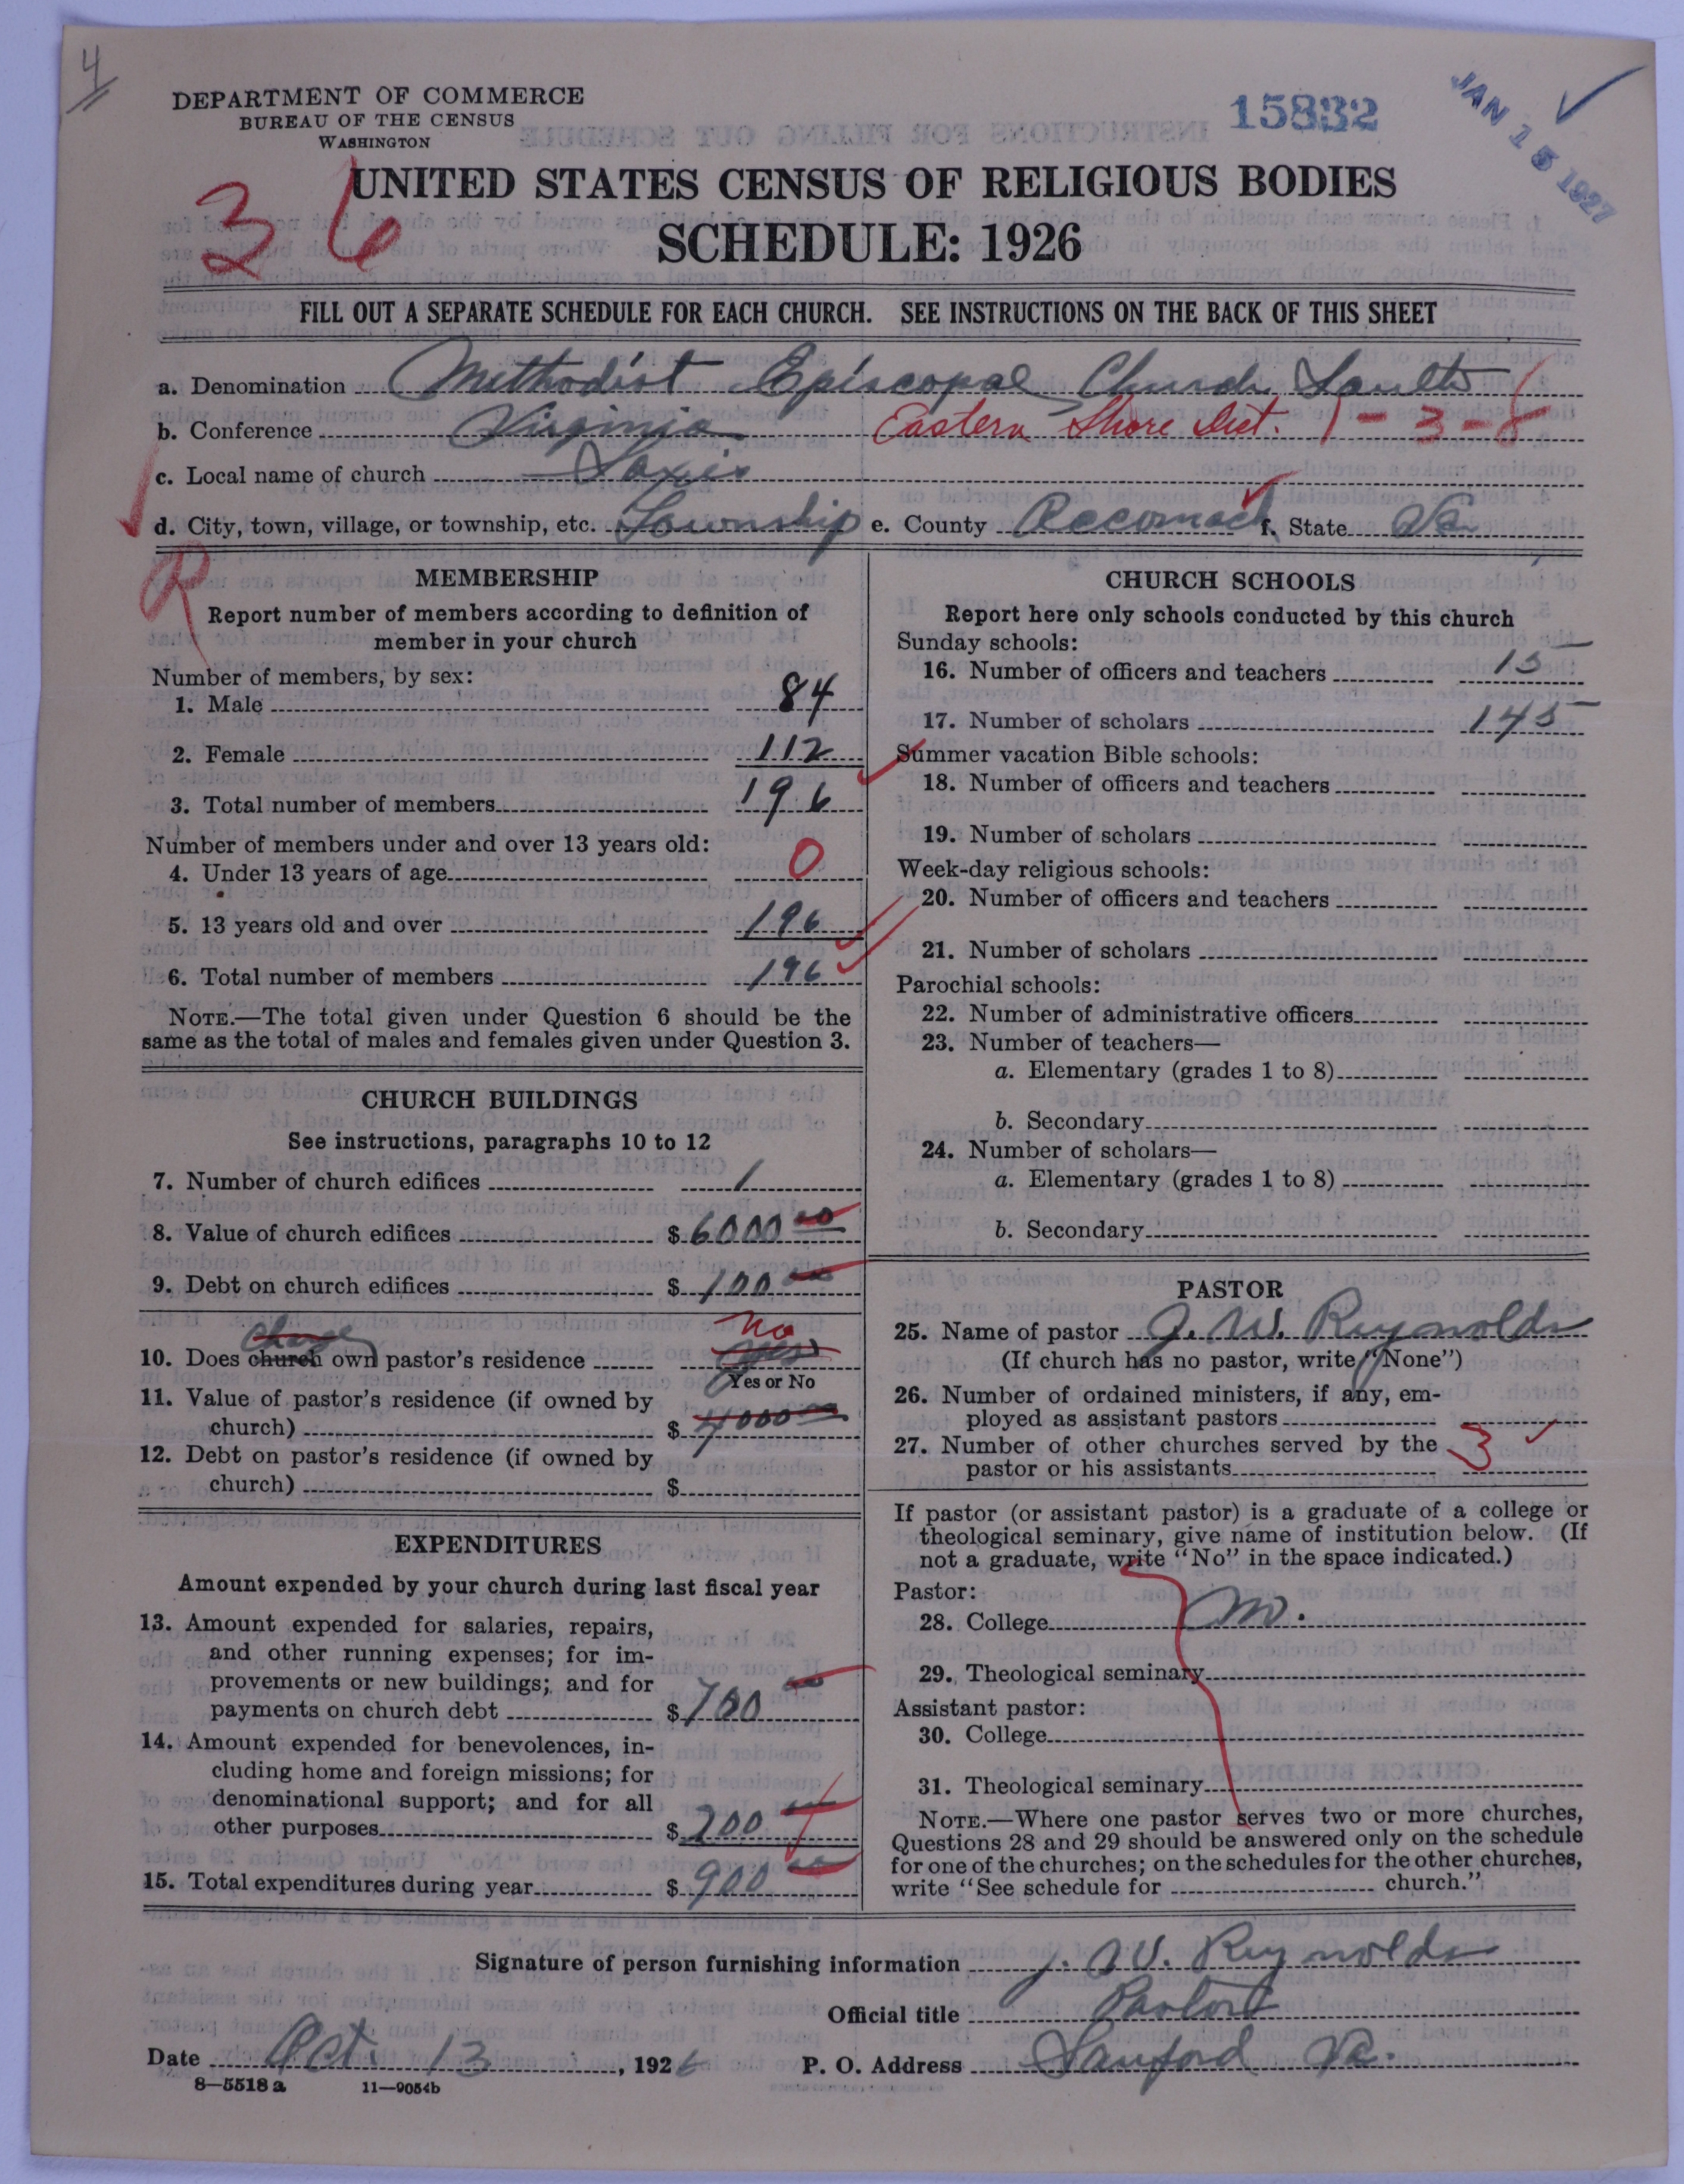 4
DEPARTMENT OF COMMERCE
BUREAU OF THE CENSUS
WASHINGTON
15832
JAN 15 1927
36
UNITED STATES CENSUS OF RELIGIOUS BODIES
SCHEDULE: 1926
FILL OUT A SEPARATE SCHEDULE FOR EACH CHURCH. SEE INSTRUCTIONS ON THE BACK OF THIS SHEET
a. Denomination Methodist Episcopal Church, South
b. Conference Virginia Eastern Shore Dist. 1-3-8
c. Local name of church Saxis
d. City, town, village, or township, etc. Township e. County Accomack f. State Va.
R
MEMBERSHIP
Report number of members according to definition of
member in your church
Number of members, by sex:
1. Male 84
2. Female 112
3. Total number of members 196
Number of members under and over 13 years old:
4. Under 13 years of age 0
5. 13 years old and over 196
6. Total number of members 196
NOTE.—The total given under Question 6 should be the
same as the total of males and females given under Question 3.
CHURCH BUILDINGS
See instructions, paragraphs 10 to 12
7. Number of church edifices 1
8. Value of church edifices $ 6000 00
9. Debt on church edifices $ 100 00
No
10. Does church own pastor's residence yes
Yes or No
11. Value of pastor's residence (if owned by
church) $ 4000 00
12. Debt on pastor's residence (if owned by
church) $
EXPENDITURES
Amount expended by your church during last fiscal year
13. Amount expended for salaries, repairs,
and other running expenses; for im-
provements or new buildings; and for
payments on church debt $ 700 00
14. Amount expended for benevolences, in-
cluding home and foreign missions; for
denominational support; and for all
other purposes $ 200 00
15. Total expenditures during year $ 900 00
CHURCH SCHOOLS
Report here only schools conducted by this church
Sunday schools:
16. Number of officers and teachers 15
17. Number of scholars 145
Summer vacation Bible schools:
18. Number of officers and teachers
19. Number of scholars
Week-day religious schools:
20. Number of officers and teachers
21. Number of scholars
Parochial schools:
22. Number of administrative officers
23. Number of teachers—
a. Elementary (grades 1 to 8)
b. Secondary
24. Number of scholars—
a. Elementary (grades 1 to 8)
b. Secondary
PASTOR
25. Name of pastor J. W. Reynolds
(If church has no pastor, write "None")
26. Number of ordained ministers, if any, em-
ployed as assistant pastors
27. Number of other churches served by the
pastor or his assistants 3
If pastor (or assistant pastor) is a graduate of a college or
theological seminary, give name of institution below. (If
not a graduate, write "No" in the space indicated.)
Pastor:
28. College No.
29. Theological seminary
Assistant pastor:
30. College
31. Theological seminary
NOTE.—Where one pastor serves two or more churches,
Questions 28 and 29 should be answered only on the schedule
for one of the churches; on the schedules for the other churches,
write "See schedule for church."
Signature of person furnishing information J. W. Reynolds
Official title Pastor
Date Oct. 13, 1926 P. O. Address Sanford Va.
8—5518 a 11—9054b